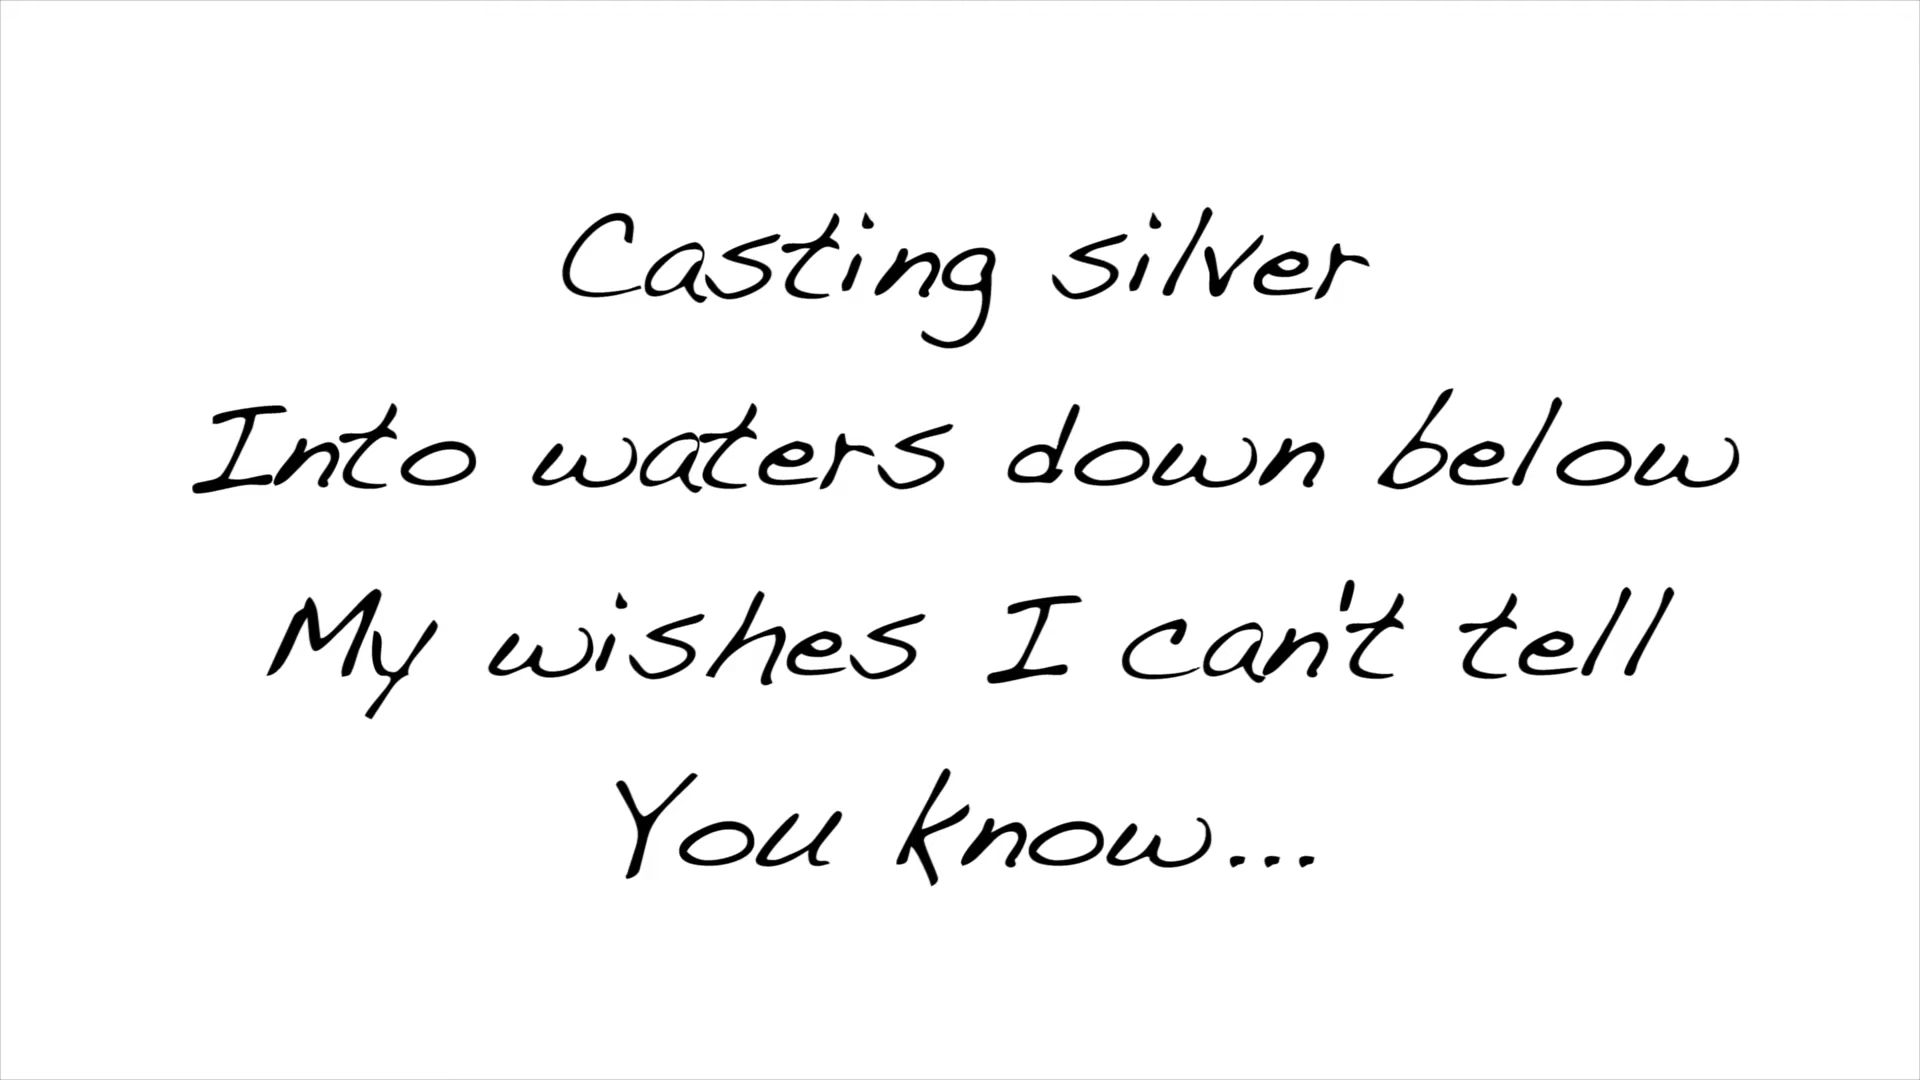 Casting silver
Into waters down below
My wishes I can't tell
You know...